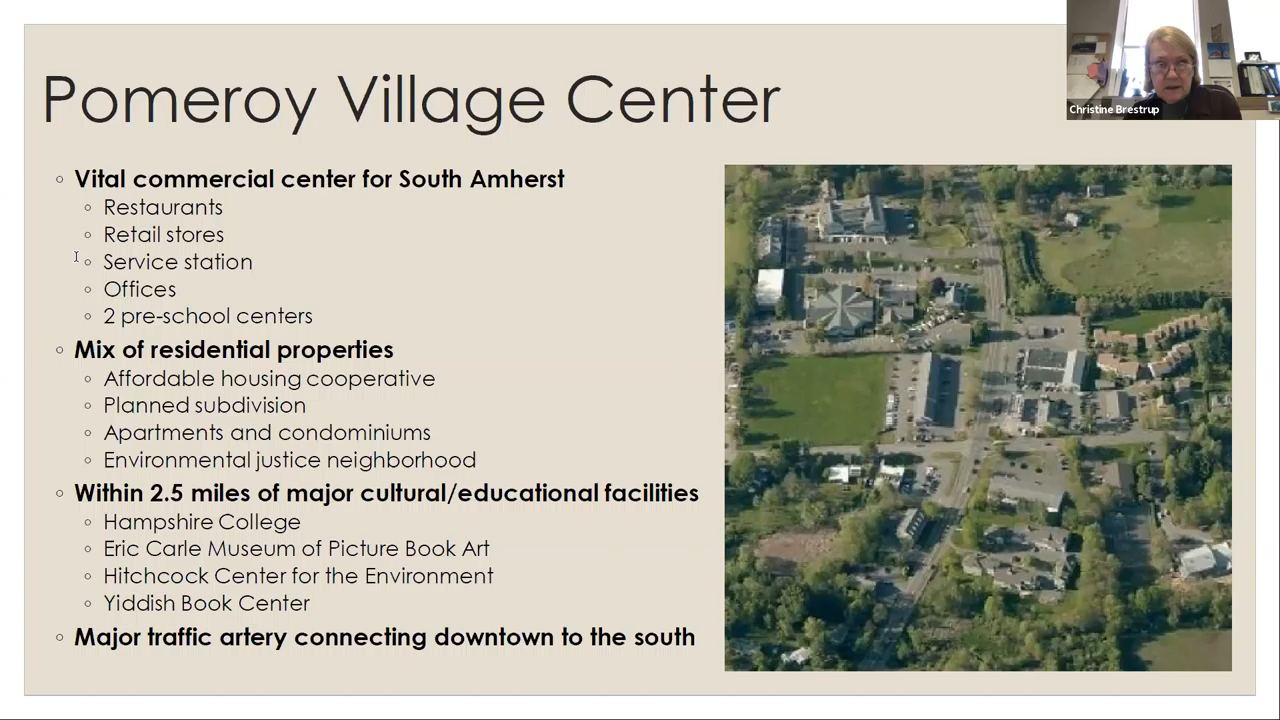 Pomeroy Village Center
Christine Brestrup
Vital commercial center for South Amherst
Restaurants
Retail stores
Service station
Offices
2 pre-school centers
Mix of residential properties
Affordable housing cooperative
Planned subdivision
Apartments and condominiums
Environmental justice neighborhood
Within 2.5 miles of major cultural/educational facilities
Hampshire College
Eric Carle Museum of Picture Book Art
Hitchcock Center for the Environment
Yiddish Book Center
Major traffic artery connecting downtown to the south